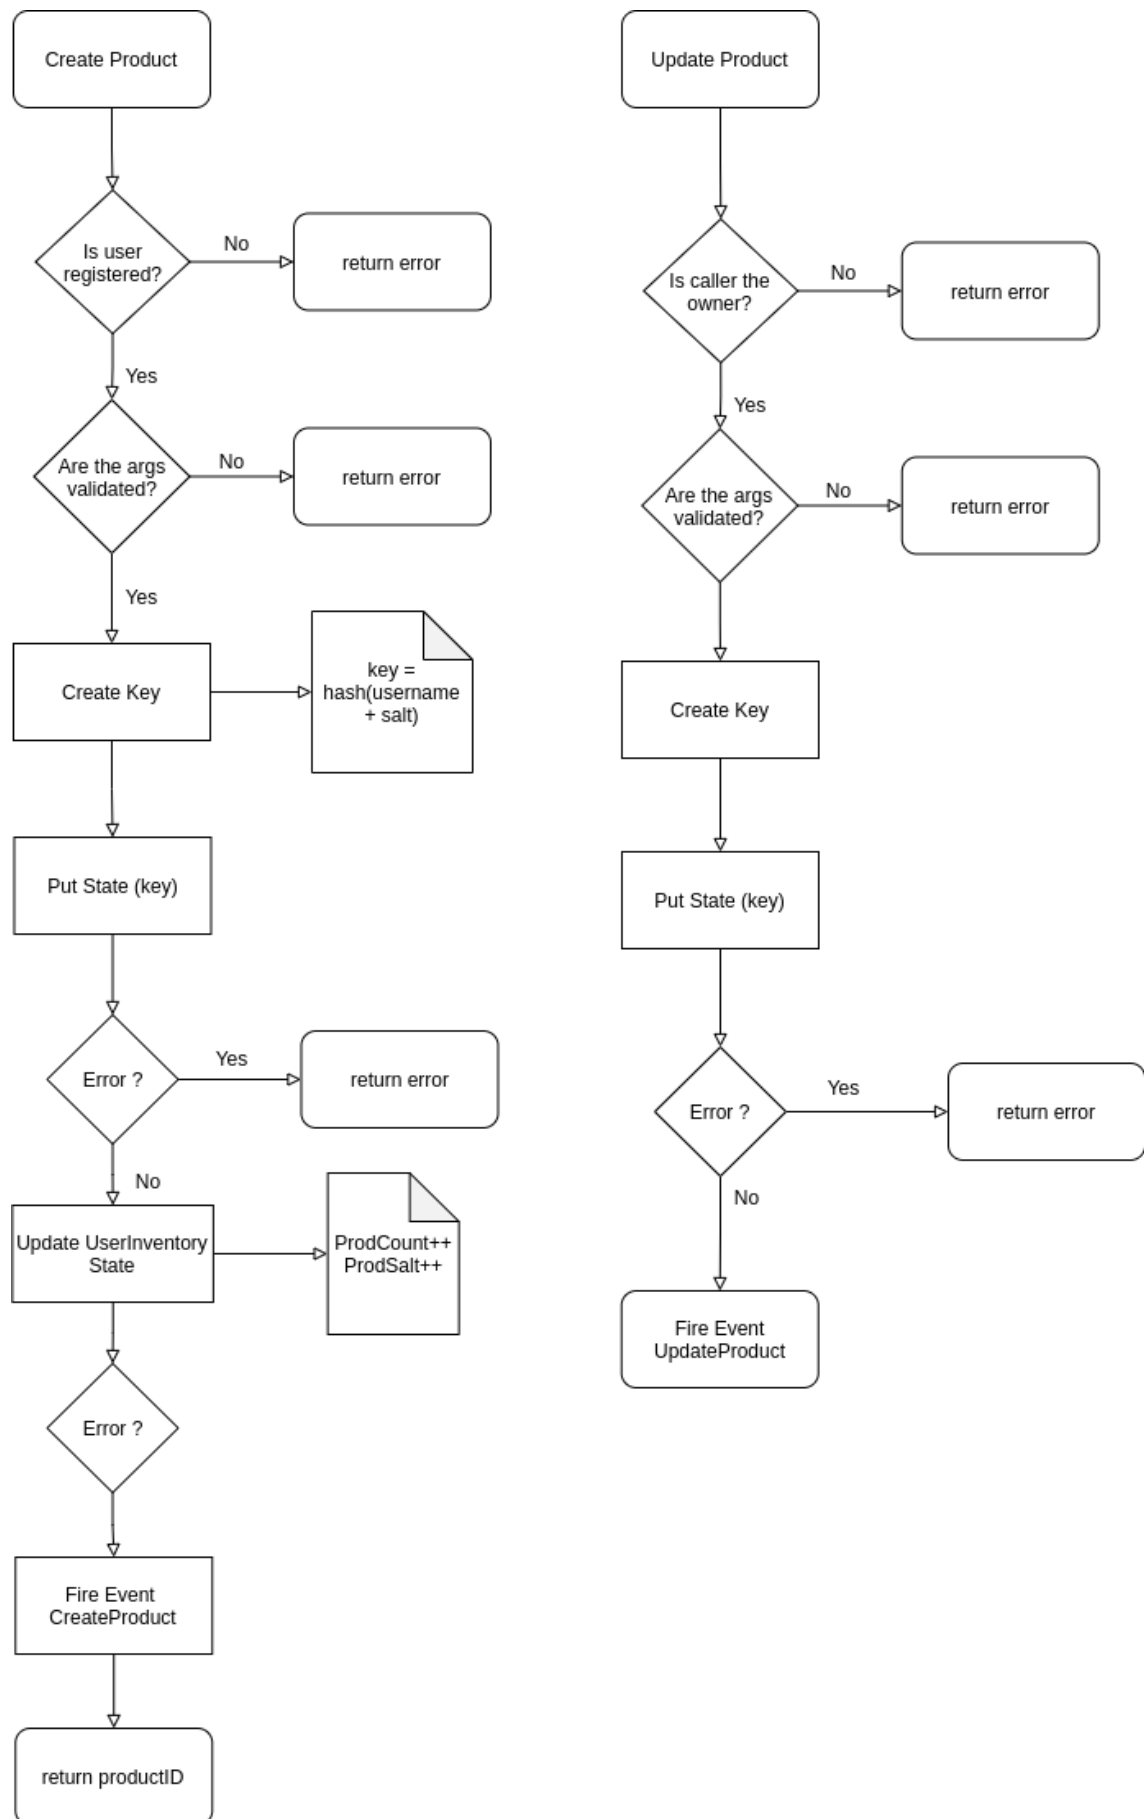 Create Product
Is user
registered?
No
return error
Yes
Are the args
validated?
No
return error
Yes
Create Key
key =
hash(username
+ salt)
Put State (key)
Error ?
Yes
return error
No
Update UserInventory
State
ProdCount++
ProdSalt++
Error ?
Fire Event
CreateProduct
return productID
Update Product
Is caller the
owner?
No
return error
Yes
Are the args
validated?
No
return error
Create Key
Put State (key)
Error ?
Yes
return error
No
Fire Event
UpdateProduct